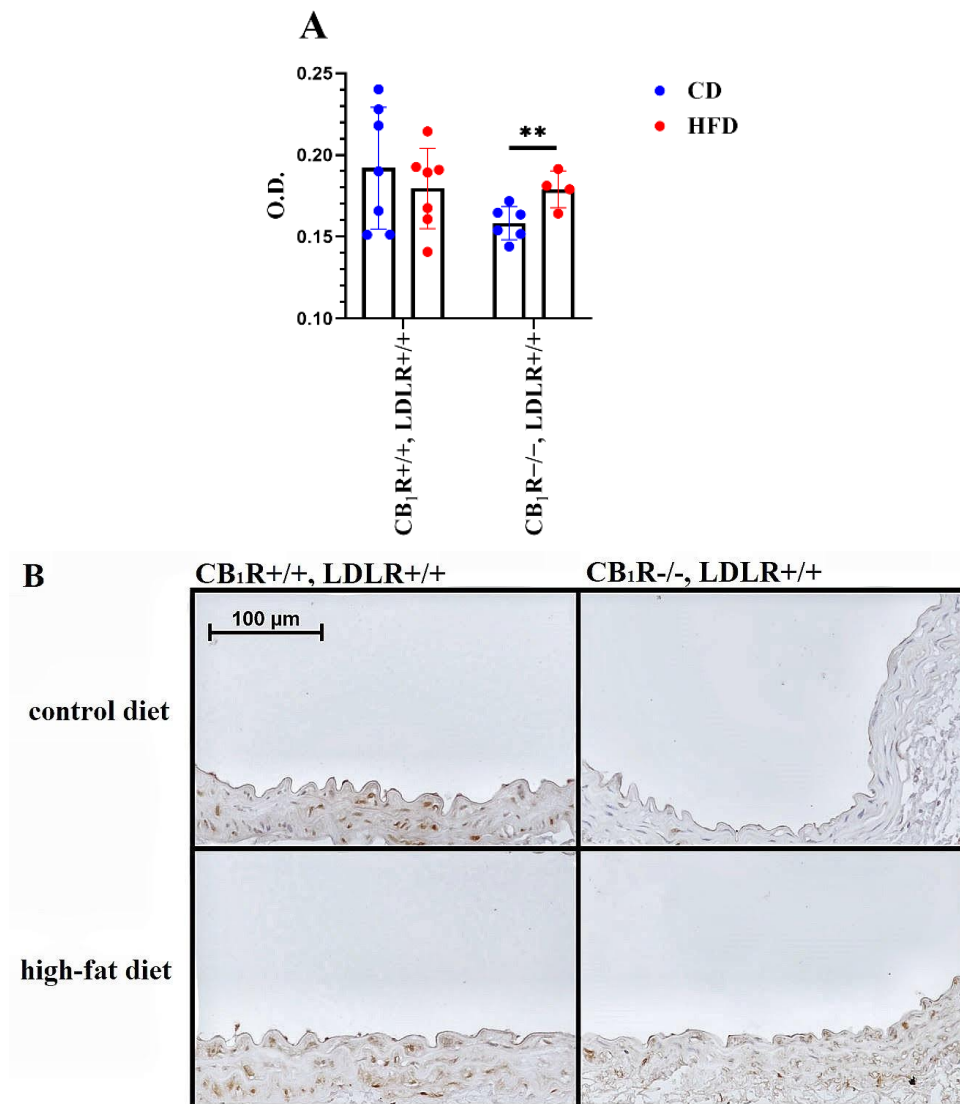 A
0.25
0.20
0.15
0.10
O.D.
**
CD
HFD
CB₁R+/+, LDLR+/+
CB₁R−/−, LDLR+/+
B
CB₁R+/+, LDLR+/+
CB₁R-/-, LDLR+/+
100 µm
control diet
high-fat diet